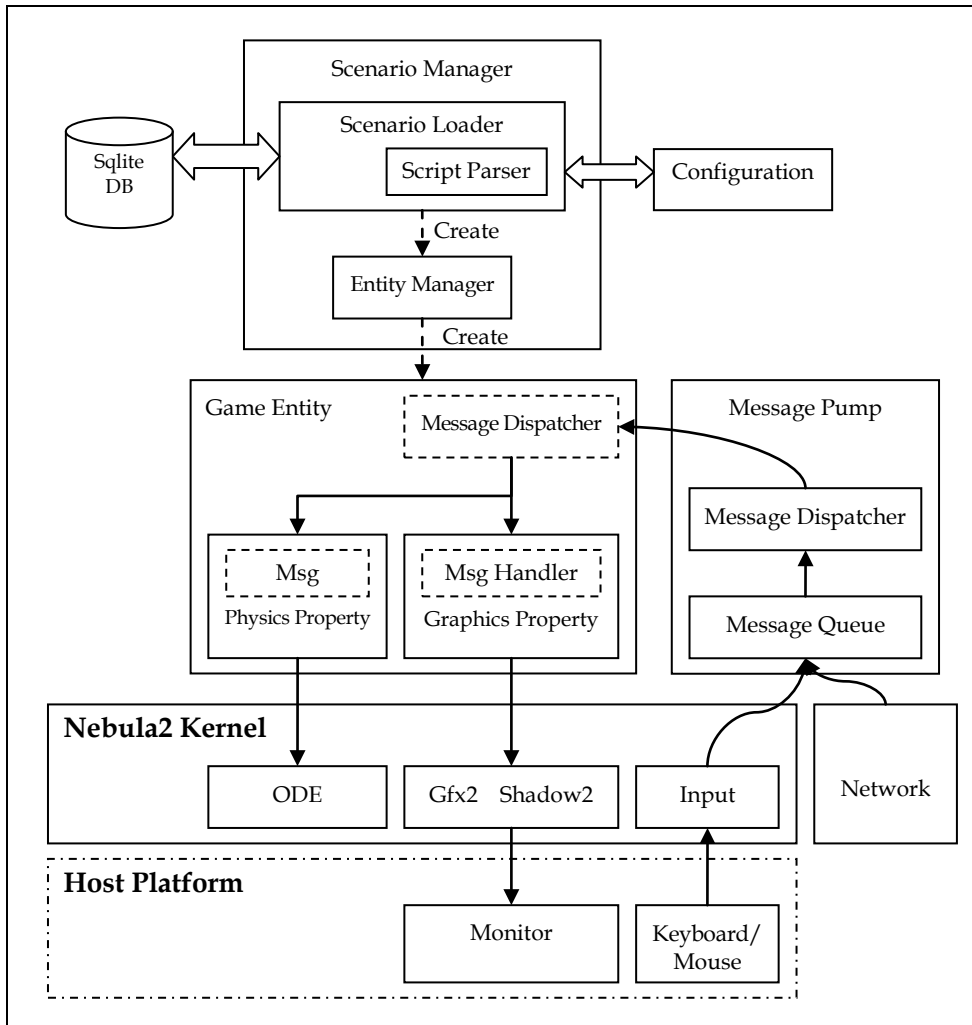 Scenario Manager
Scenario Loader
Sqlite
DB
Script Parser
Configuration
Create
Entity Manager
Create
Game Entity
Message Dispatcher
Message Pump
Message Dispatcher
Msg
Msg Handler
Physics Property
Graphics Property
Message Queue
Nebula2 Kernel
ODE
Gfx2 Shadow2
Input
Network
Host Platform
Monitor
Keyboard/
Mouse